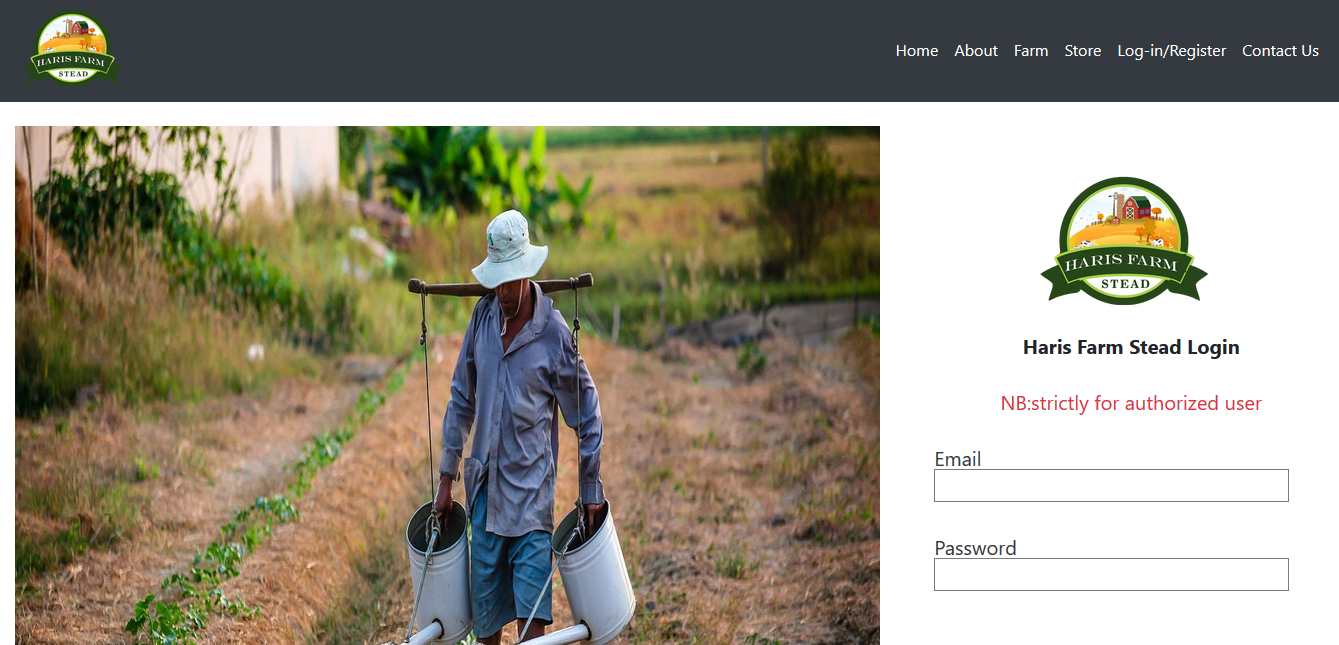 HARIS FARM
STEAD
Home About Farm Store Log-in/Register Contact Us
HARIS FARM
STEAD
Haris Farm Stead Login
NB:strictly for authorized user
Email
Password